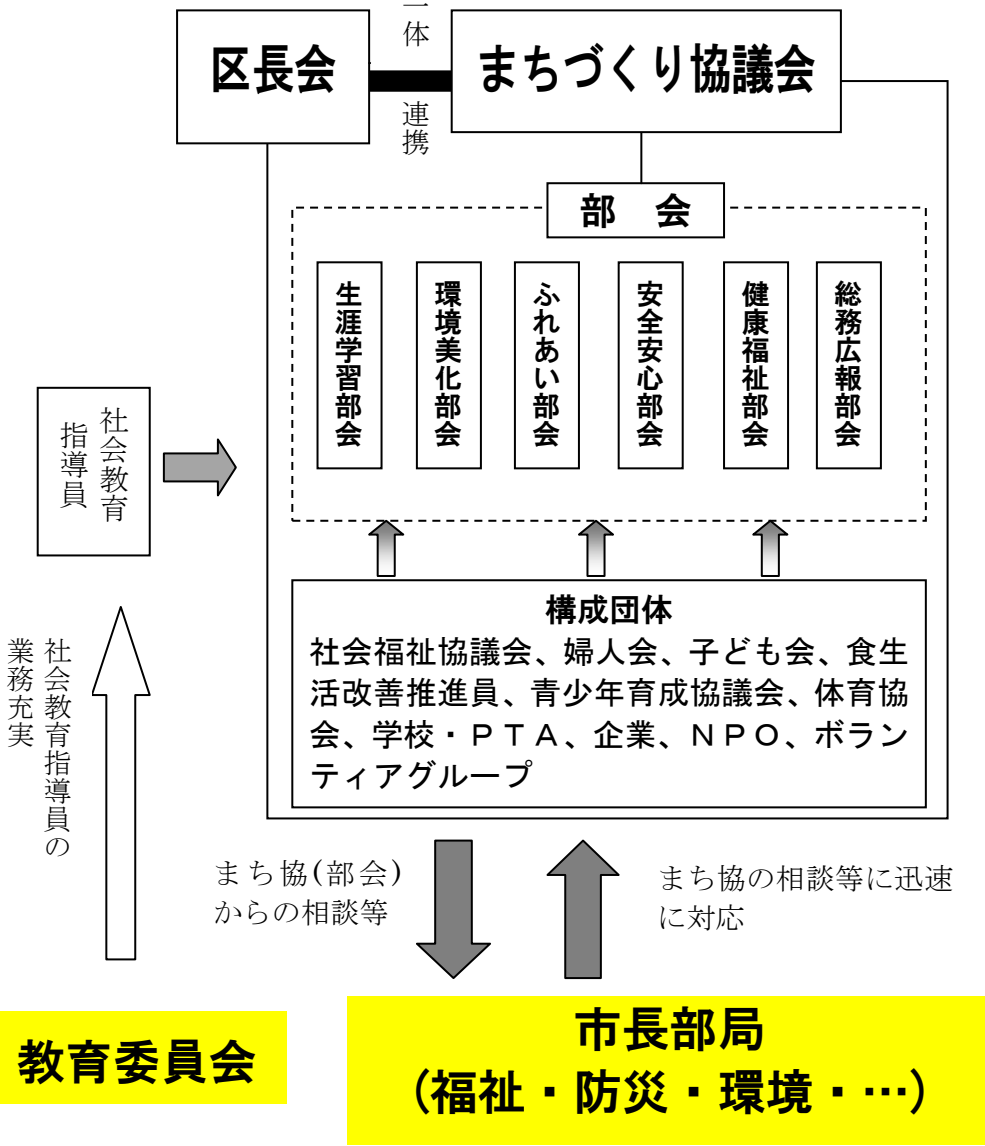 体
区長会
まちづくり協議会
連携
部　会
生涯学習部会
環境美化部会
ふれあい部会
安全安心部会
健康福祉部会
総務広報部会
社会教育
指導員
構成団体
社会福祉協議会、婦人会、子ども会、食生
活改善推進員、青少年育成協議会、体育協
会、学校・ＰＴＡ、企業、ＮＰＯ、ボラン
ティアグループ
社会教育指導員の
業務充実
まち協(部会)
からの相談等
まち協の相談等に迅速
に対応
教育委員会
市長部局
（福祉・防災・環境・…）